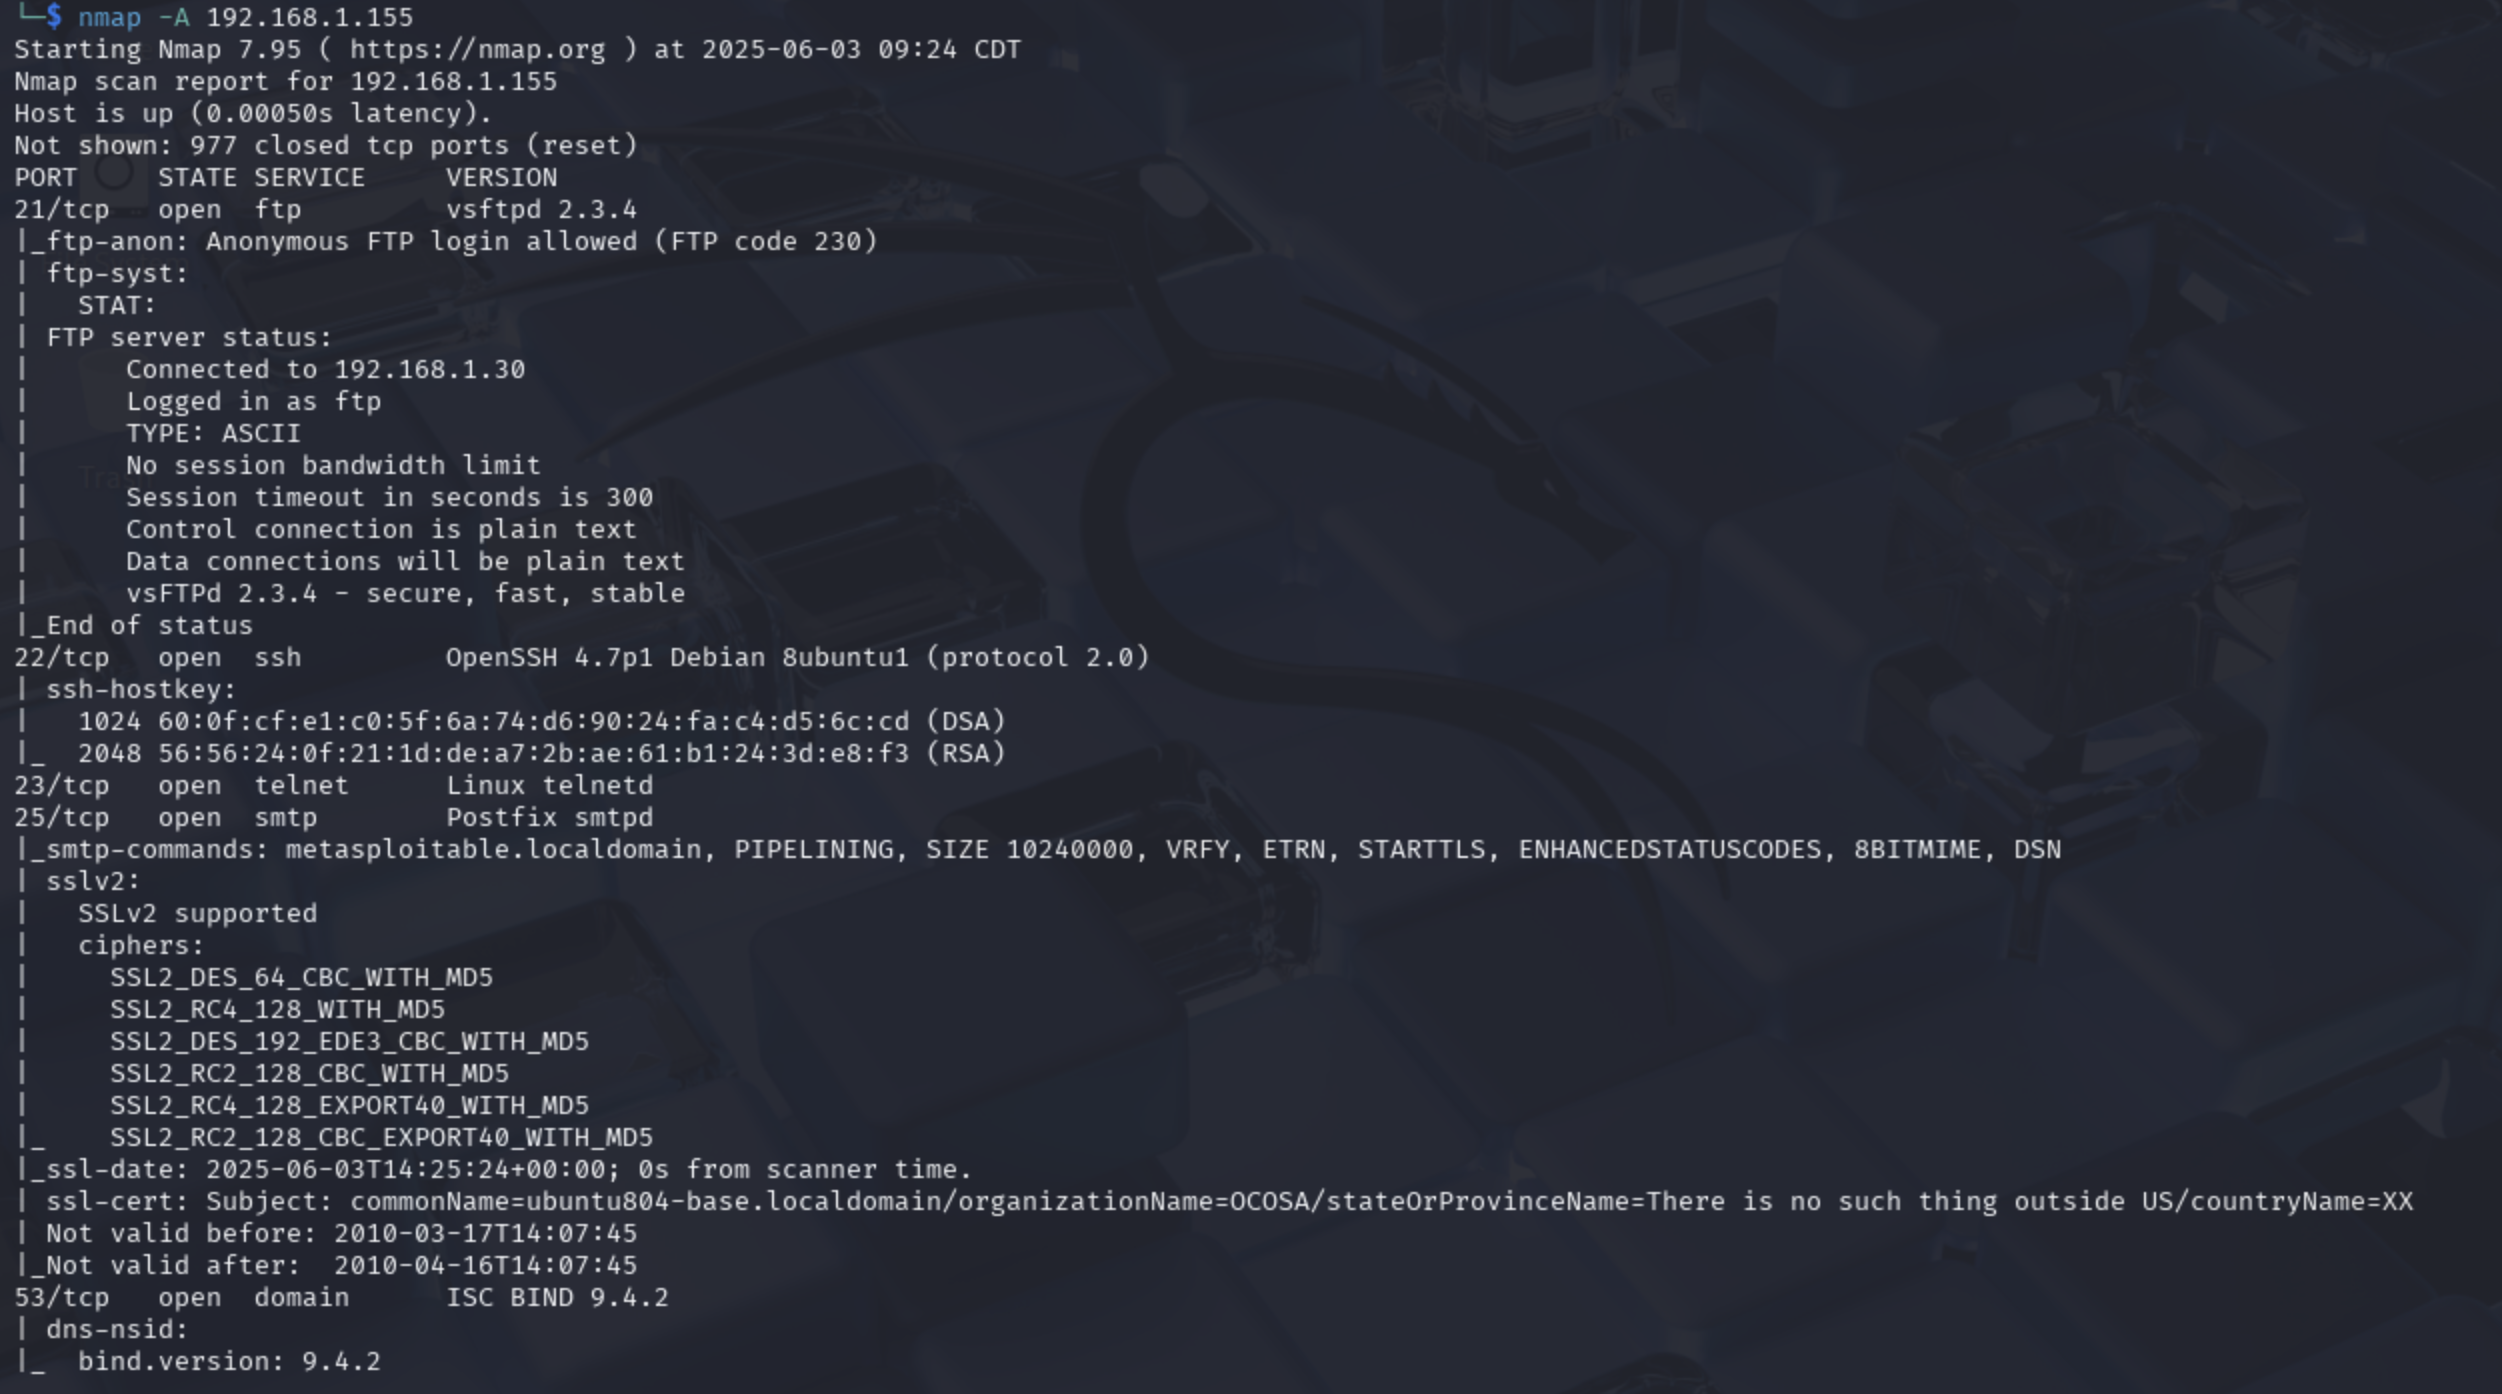 └─$ nmap -A 192.168.1.155
Starting Nmap 7.95 ( https://nmap.org ) at 2025-06-03 09:24 CDT
Nmap scan report for 192.168.1.155
Host is up (0.00050s latency).
Not shown: 977 closed tcp ports (reset)
PORT     STATE SERVICE     VERSION
21/tcp   open  ftp         vsftpd 2.3.4
|_ftp-anon: Anonymous FTP login allowed (FTP code 230)
| ftp-syst:
|   STAT:
| FTP server status:
|      Connected to 192.168.1.30
|      Logged in as ftp
|      TYPE: ASCII
|      No session bandwidth limit
|      Session timeout in seconds is 300
|      Control connection is plain text
|      Data connections will be plain text
|      vsFTPd 2.3.4 - secure, fast, stable
|_End of status
22/tcp   open  ssh         OpenSSH 4.7p1 Debian 8ubuntu1 (protocol 2.0)
| ssh-hostkey:
|   1024 60:0f:cf:e1:c0:5f:6a:74:d6:90:24:fa:c4:d5:6c:cd (DSA)
|_  2048 56:56:24:0f:21:1d:de:a7:2b:ae:61:b1:24:3d:e8:f3 (RSA)
23/tcp   open  telnet      Linux telnetd
25/tcp   open  smtp        Postfix smtpd
|_smtp-commands: metasploitable.localdomain, PIPELINING, SIZE 10240000, VRFY, ETRN, STARTTLS, ENHANCEDSTATUSCODES, 8BITMIME, DSN
| sslv2:
|   SSLv2 supported
|   ciphers:
|     SSL2_DES_64_CBC_WITH_MD5
|     SSL2_RC4_128_WITH_MD5
|     SSL2_DES_192_EDE3_CBC_WITH_MD5
|     SSL2_RC2_128_CBC_WITH_MD5
|     SSL2_RC4_128_EXPORT40_WITH_MD5
|_    SSL2_RC2_128_CBC_EXPORT40_WITH_MD5
|_ssl-date: 2025-06-03T14:25:24+00:00; 0s from scanner time.
| ssl-cert: Subject: commonName=ubuntu804-base.localdomain/organizationName=OCOSA/stateOrProvinceName=There is no such thing outside US/countryName=XX
| Not valid before: 2010-03-17T14:07:45
|_Not valid after:  2010-04-16T14:07:45
53/tcp   open  domain      ISC BIND 9.4.2
| dns-nsid:
|_  bind.version: 9.4.2